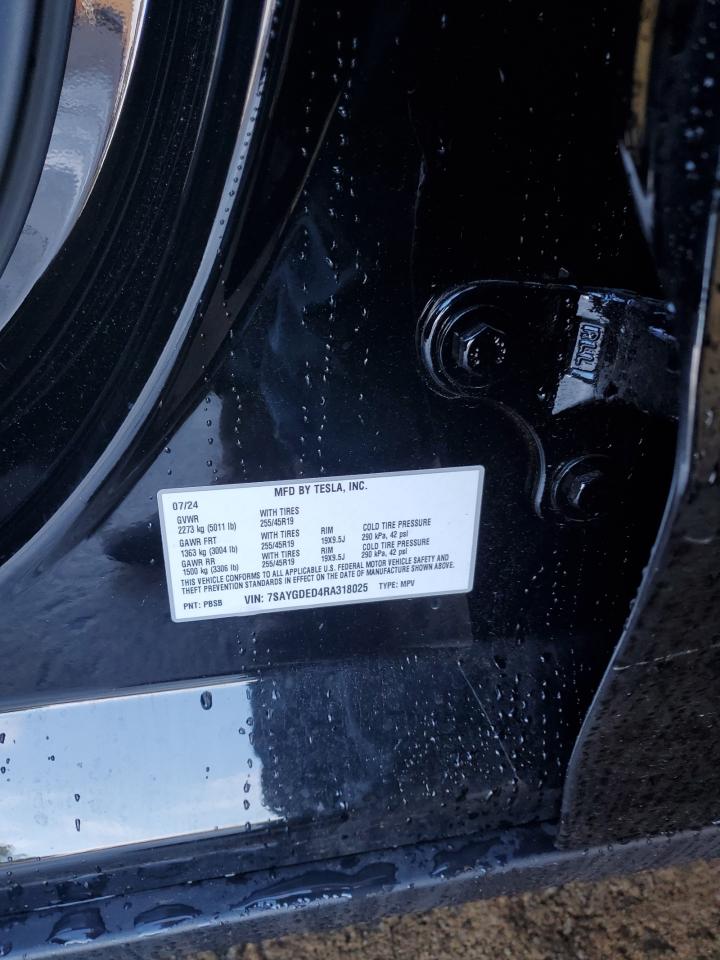 MFD BY TESLA, INC.
07/24
GVWR WITH TIRES
2273 kg (5011 lb) 255/45R19
GAWR FRT WITH TIRES RIM COLD TIRE PRESSURE
1363 kg (3004 lb) 255/45R19 19X9.5J 290 kPa, 42 psi
GAWR RR WITH TIRES RIM COLD TIRE PRESSURE
1500 kg (3306 lb) 255/45R19 19X9.5J 290 kPa, 42 psi
THIS VEHICLE CONFORMS TO ALL APPLICABLE U.S. FEDERAL MOTOR VEHICLE SAFETY AND
THEFT PREVENTION STANDARDS IN EFFECT ON THE DATE OF MANUFACTURE SHOWN ABOVE.
PNT: PBSB VIN: 7SAYGDED4RA318025 TYPE: MPV